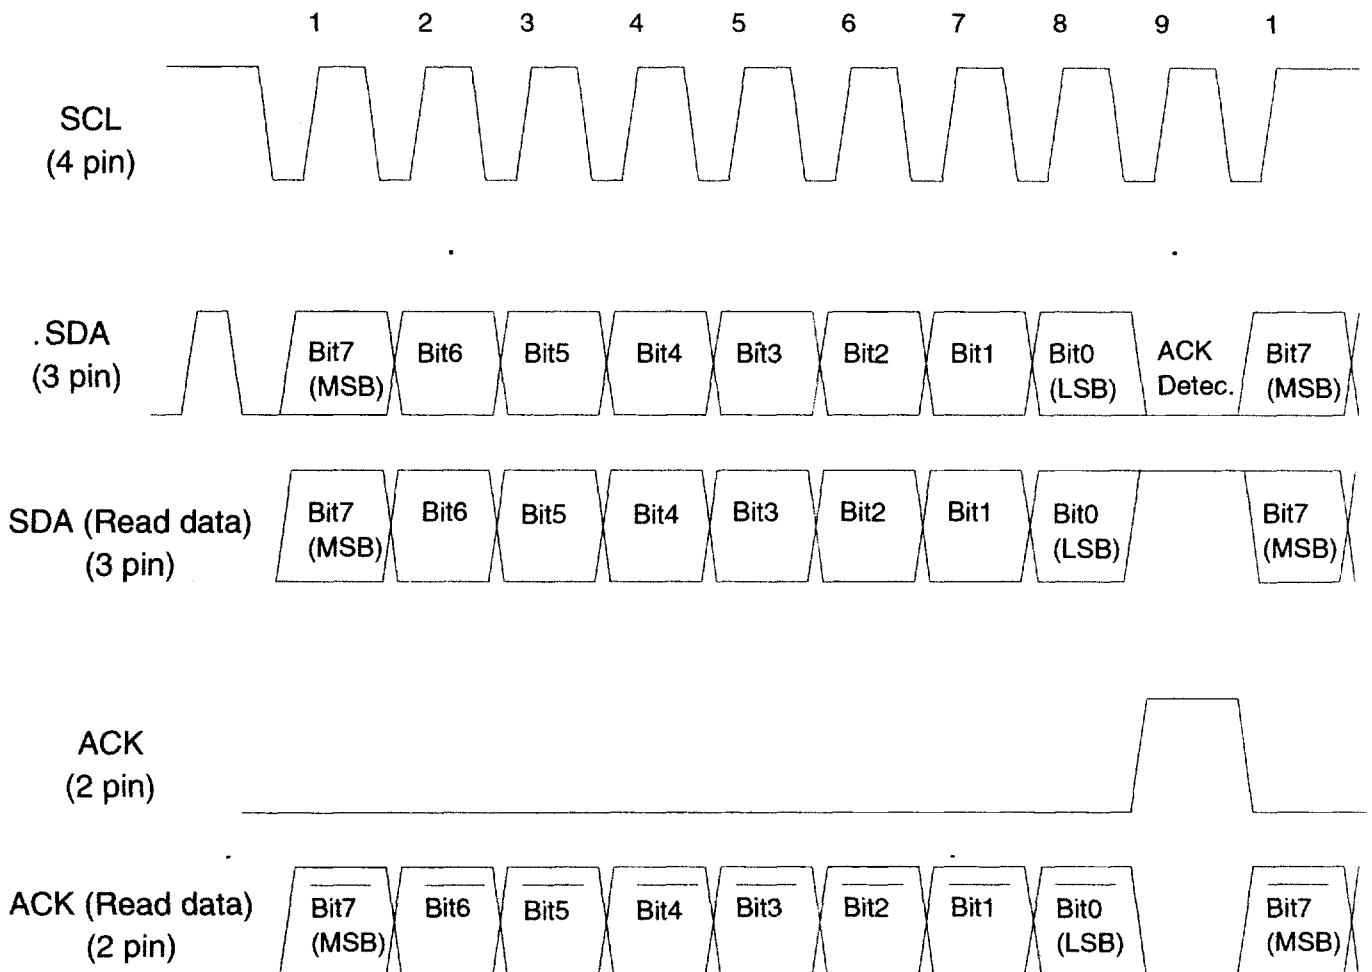 1 2 3 4 5 6 7 8 9 1
SCL
(4 pin)
.SDA
(3 pin)
Bit7 Bit6 Bit5 Bit4 Bit3 Bit2 Bit1 Bit0 ACK Bit7
(MSB) (LSB) Detec. (MSB)
SDA (Read data)
(3 pin)
Bit7 Bit6 Bit5 Bit4 Bit3 Bit2 Bit1 Bit0 Bit7
(MSB) (LSB) (MSB)
ACK
(2 pin)
ACK (Read data)
(2 pin)
Bit7 Bit6 Bit5 Bit4 Bit3 Bit2 Bit1 Bit0 Bit7
(MSB) (LSB) (MSB)